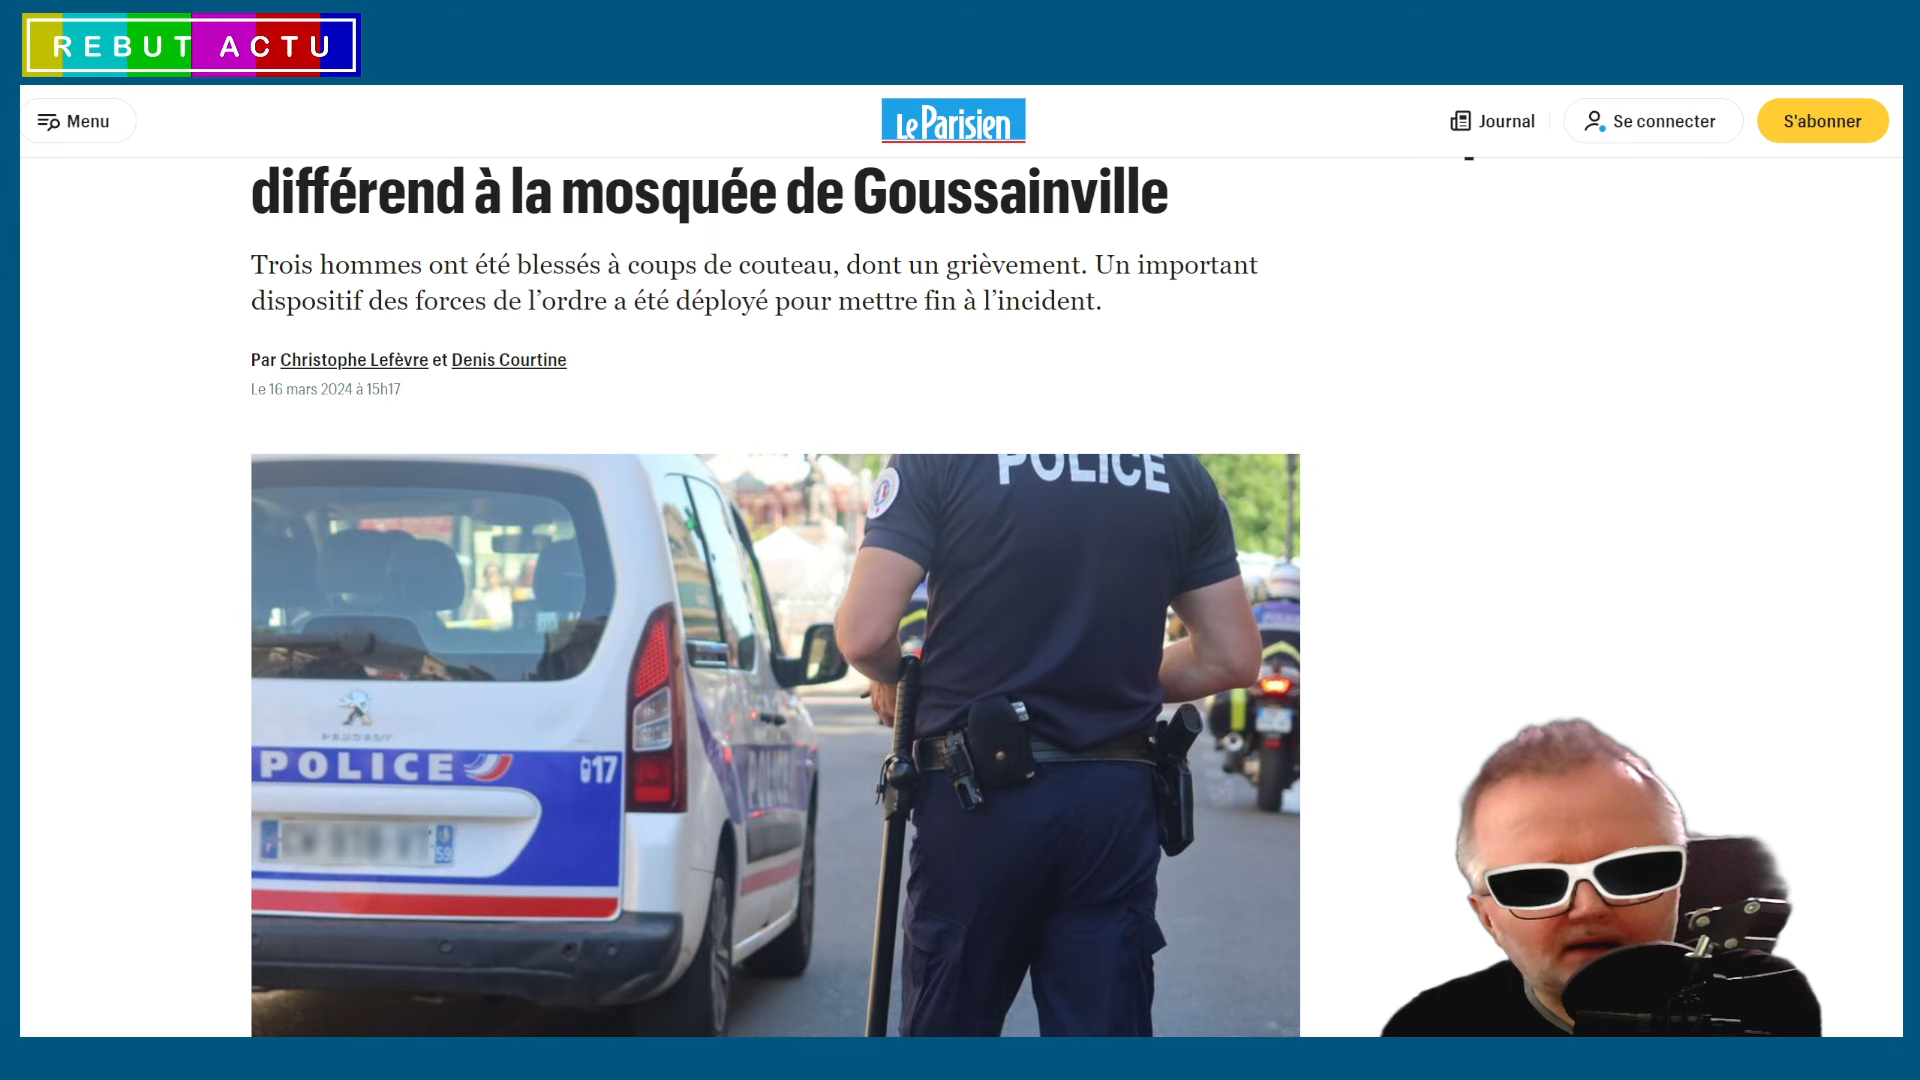 REBUT ACTU
Menu
Le Parisien
Journal
Se connecter
S'abonner
différend à la mosquée de Goussainville
Trois hommes ont été blessés à coups de couteau, dont un grièvement. Un important
dispositif des forces de l’ordre a été déployé pour mettre fin à l’incident.
Par Christophe Lefèvre et Denis Courtine
Le 16 mars 2024 à 15h17
POLICE
POLICE
017
59